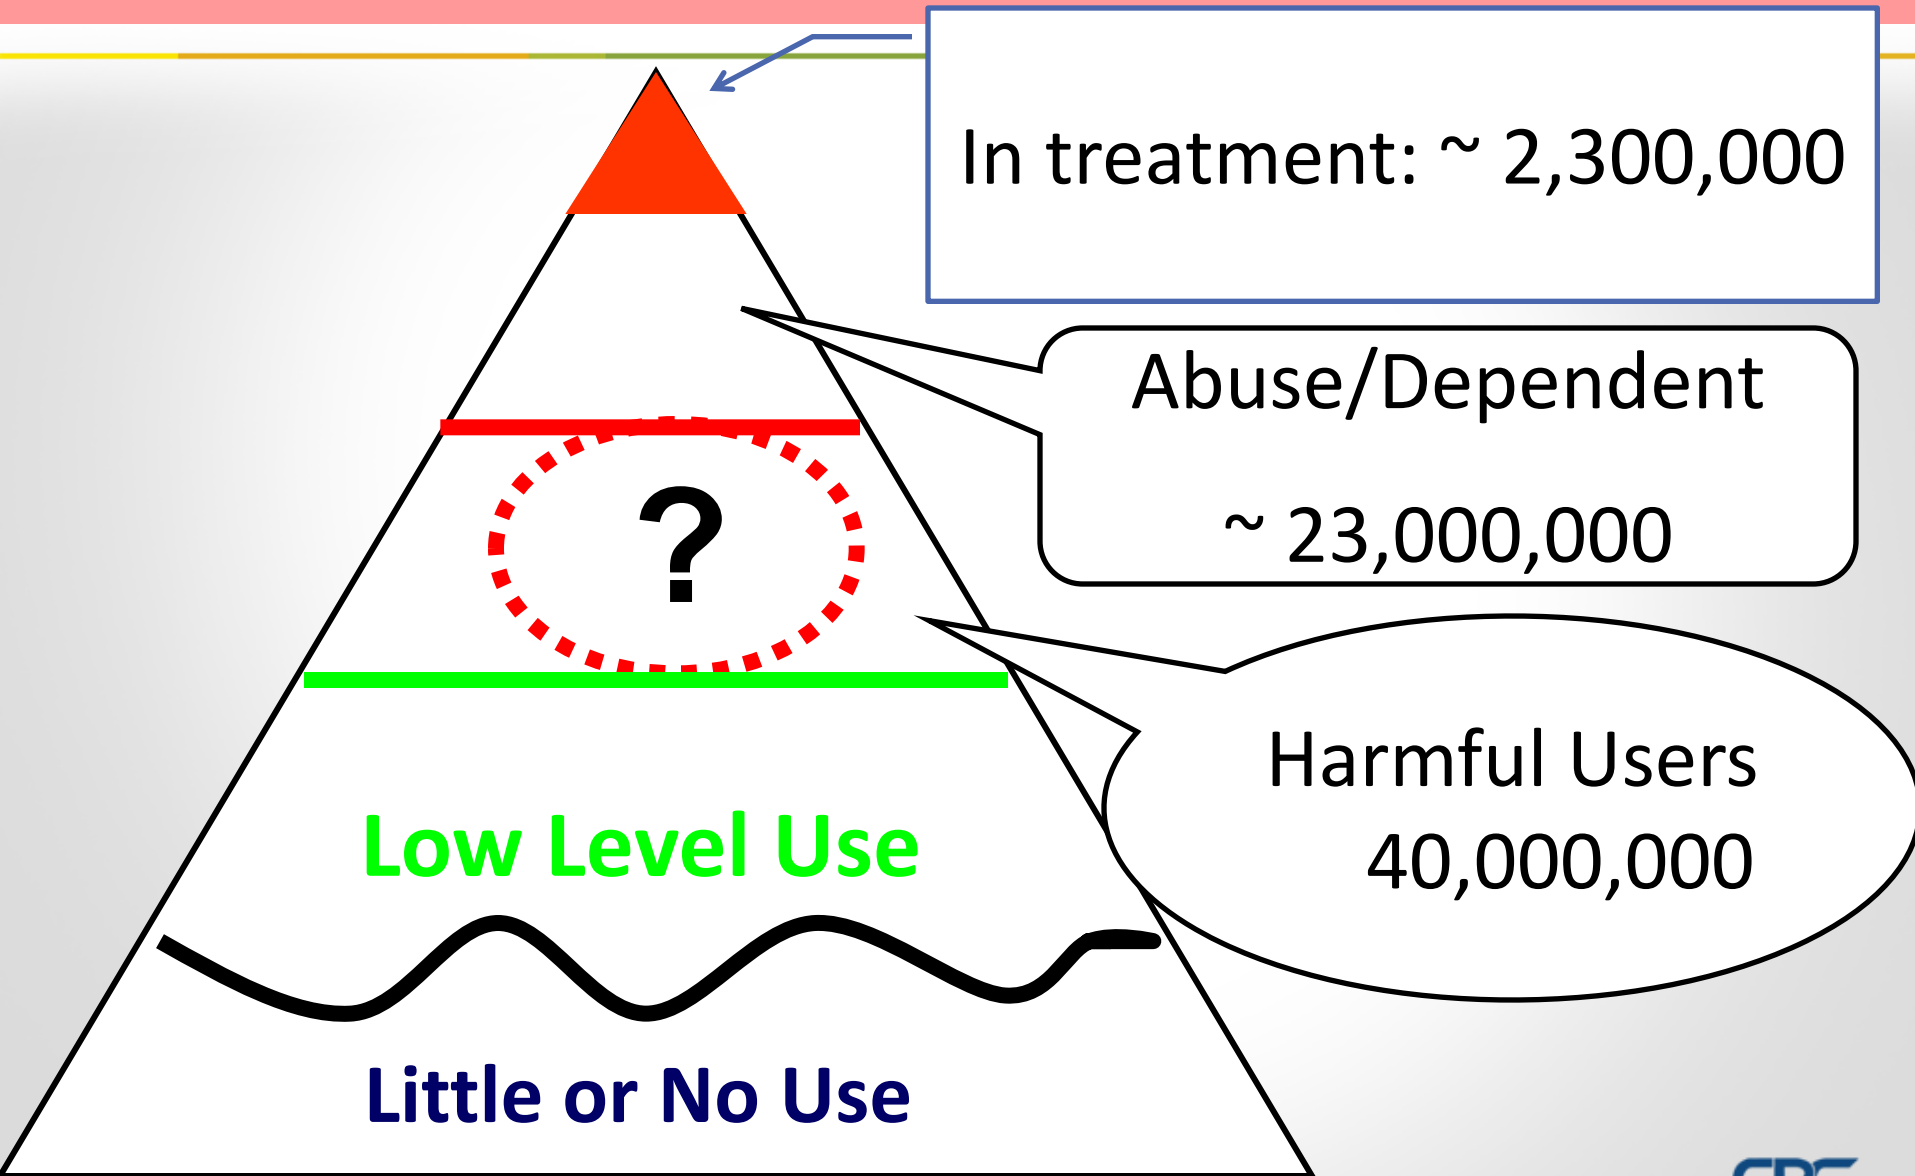 In treatment: ~ 2,300,000
Abuse/Dependent
~ 23,000,000
?
Harmful Users
40,000,000
Low Level Use
Little or No Use